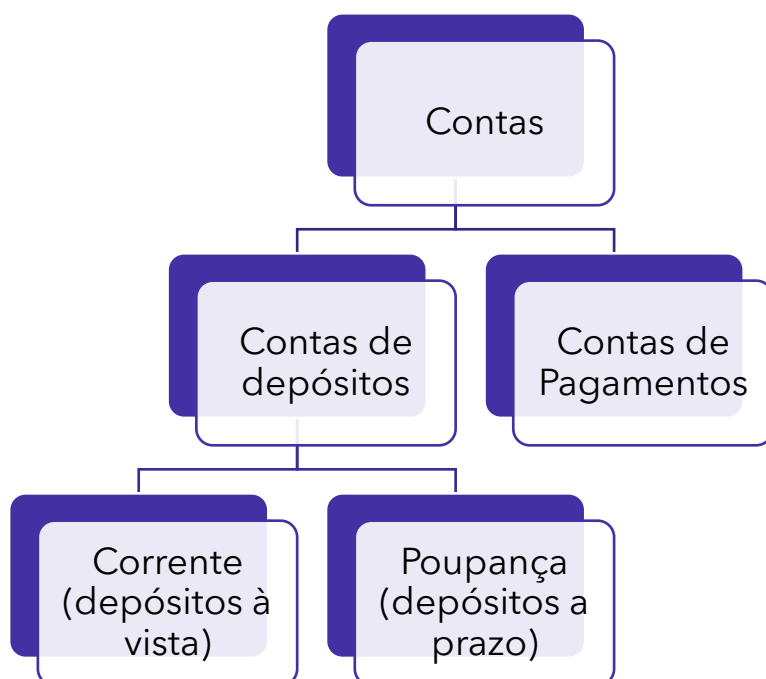 Contas
Contas de
depósitos
Contas de
Pagamentos
Corrente
(depósitos à
vista)
Poupança
(depósitos a
prazo)